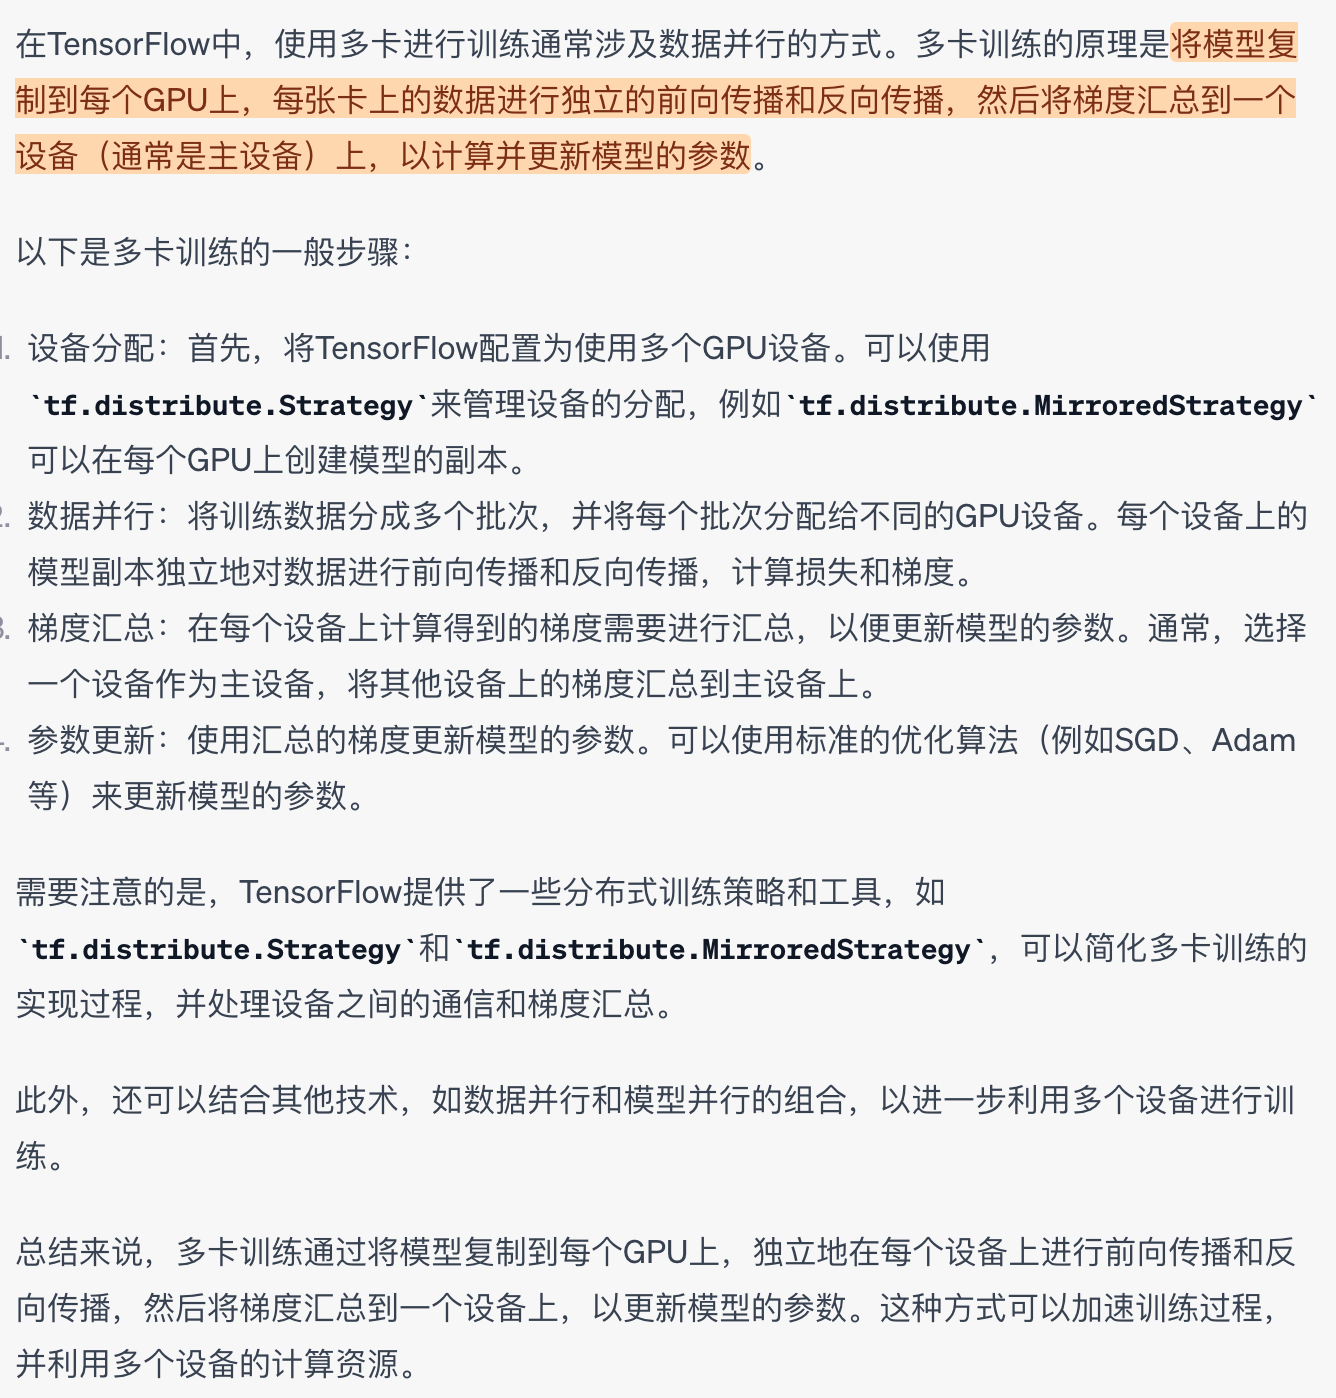 在TensorFlow中，使用多卡进行训练通常涉及数据并行的方式。多卡训练的原理是将模型复
制到每个GPU上，每张卡上的数据进行独立的前向传播和反向传播，然后将梯度汇总到一个
设备（通常是主设备）上，以计算并更新模型的参数。
以下是多卡训练的一般步骤：
1. 设备分配：首先，将TensorFlow配置为使用多个GPU设备。可以使用
`tf.distribute.Strategy`来管理设备的分配，例如`tf.distribute.MirroredStrategy`
可以在每个GPU上创建模型的副本。
2. 数据并行：将训练数据分成多个批次，并将每个批次分配给不同的GPU设备。每个设备上的
模型副本独立地对数据进行前向传播和反向传播，计算损失和梯度。
3. 梯度汇总：在每个设备上计算得到的梯度需要进行汇总，以便更新模型的参数。通常，选择
一个设备作为主设备，将其他设备上的梯度汇总到主设备上。
4. 参数更新：使用汇总的梯度更新模型的参数。可以使用标准的优化算法（例如SGD、Adam
等）来更新模型的参数。
需要注意的是，TensorFlow提供了一些分布式训练策略和工具，如
`tf.distribute.Strategy`和`tf.distribute.MirroredStrategy`，可以简化多卡训练的
实现过程，并处理设备之间的通信和梯度汇总。
此外，还可以结合其他技术，如数据并行和模型并行的组合，以进一步利用多个设备进行训
练。
总结来说，多卡训练通过将模型复制到每个GPU上，独立地在每个设备上进行前向传播和反
向传播，然后将梯度汇总到一个设备上，以更新模型的参数。这种方式可以加速训练过程，
并利用多个设备的计算资源。